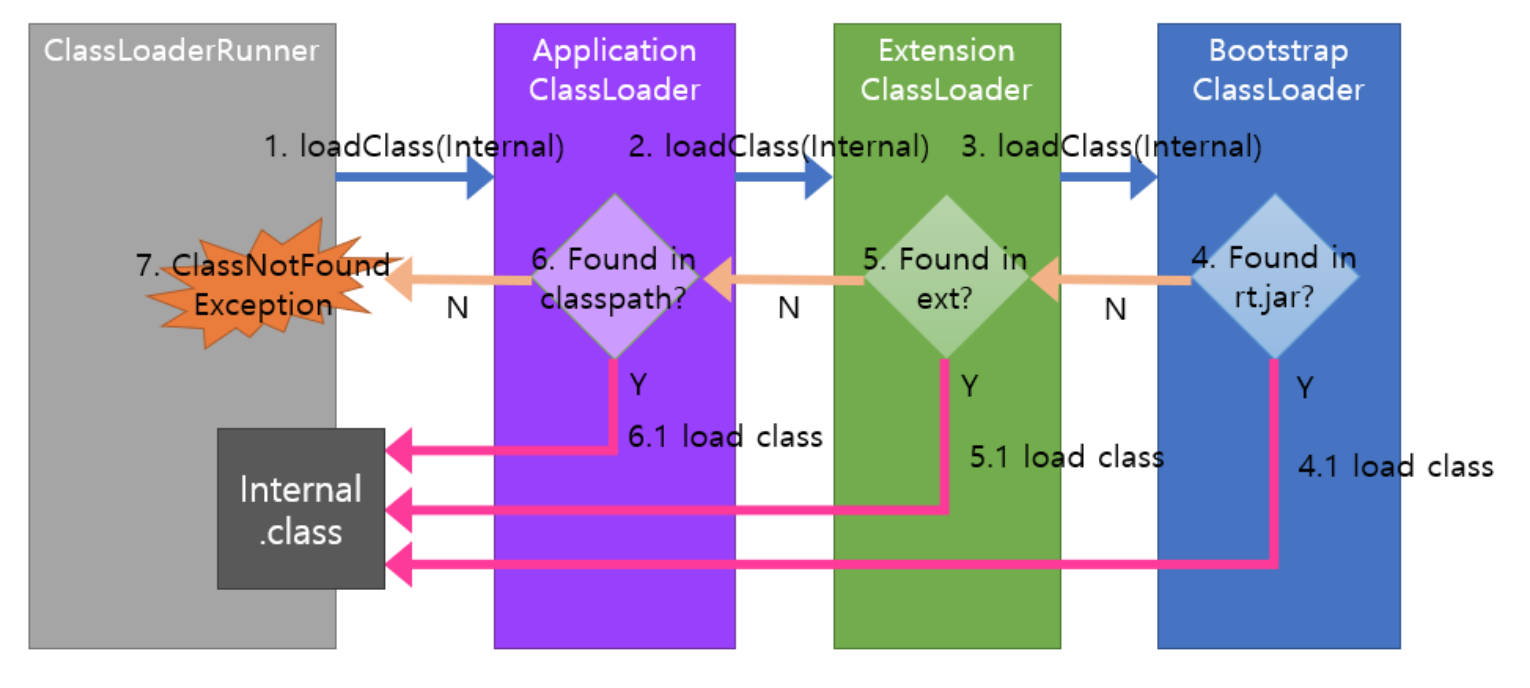 ClassLoaderRunner
Application
ClassLoader
Extension
ClassLoader
Bootstrap
ClassLoader
1. loadClass(Internal)
2. loadClass(Internal)
3. loadClass(Internal)
7. ClassNotFound
Exception
N
6. Found in
classpath?
N
5. Found in
ext?
N
4. Found in
rt.jar?
Y
6.1 load class
Y
5.1 load class
Y
4.1 load class
Internal
.class